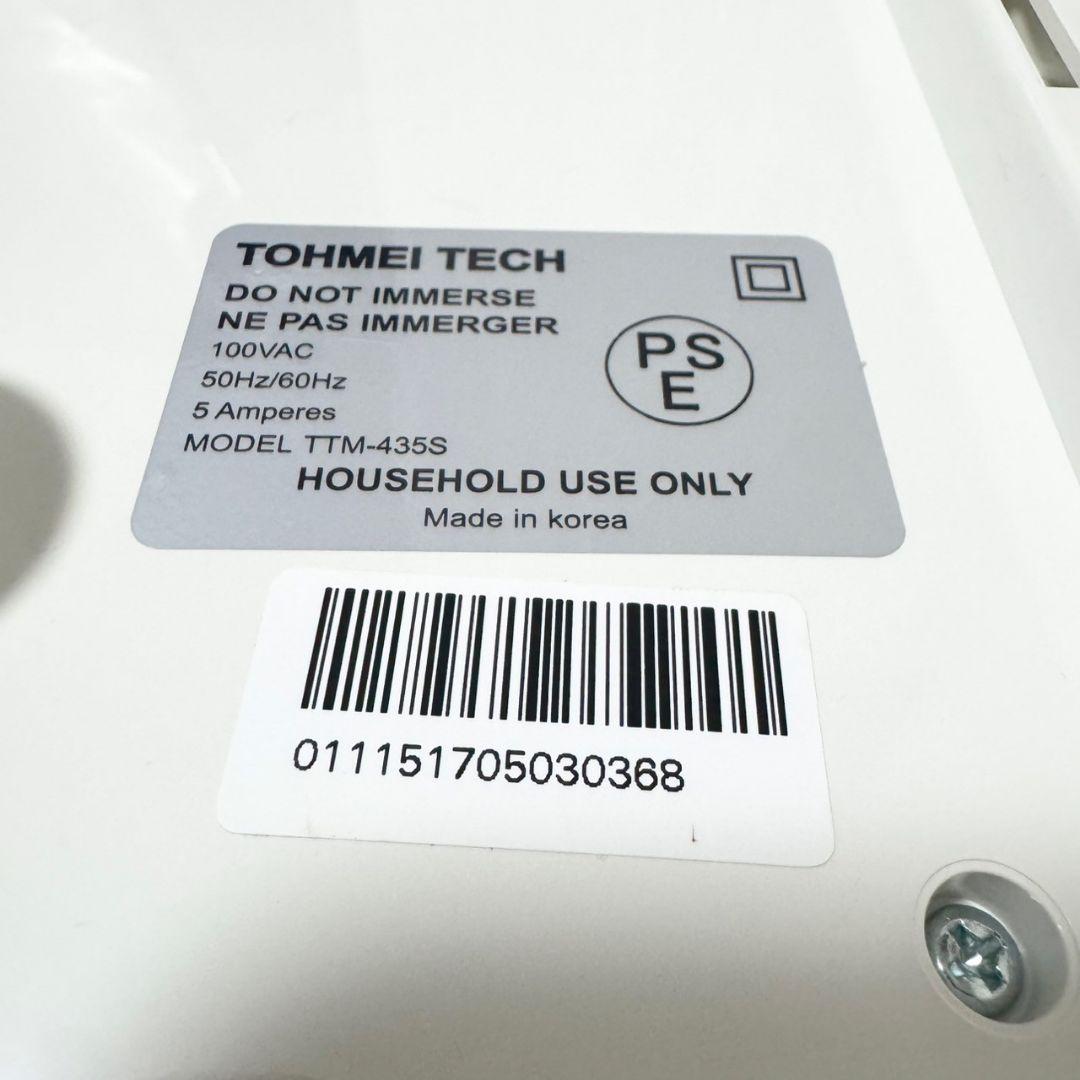 TOHMEI TECH
DO NOT IMMERSE
NE PAS IMMERGER
100VAC
50Hz/60Hz
5 Amperes
MODEL TTM-435S
PS
E
HOUSEHOLD USE ONLY
Made in korea
011151705030368